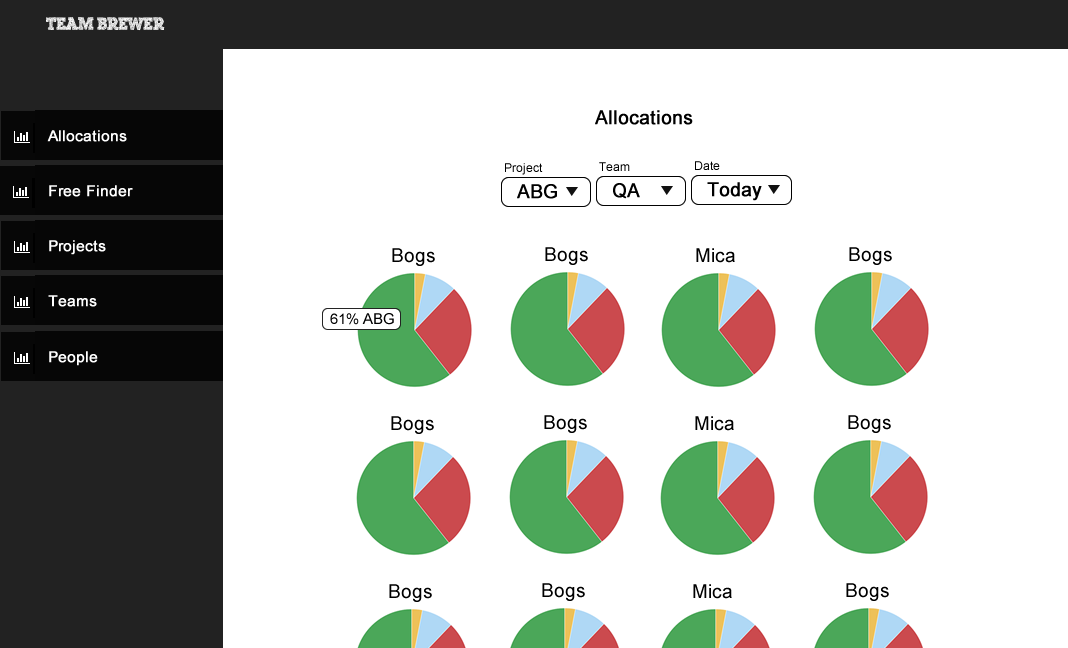 TEAM BREWER
Allocations
Free Finder
Projects
Teams
People
Allocations
Project Team Date
ABG QA Today
Bogs Bogs Mica Bogs
61% ABG
Bogs Bogs Mica Bogs
Bogs Bogs Mica Bogs